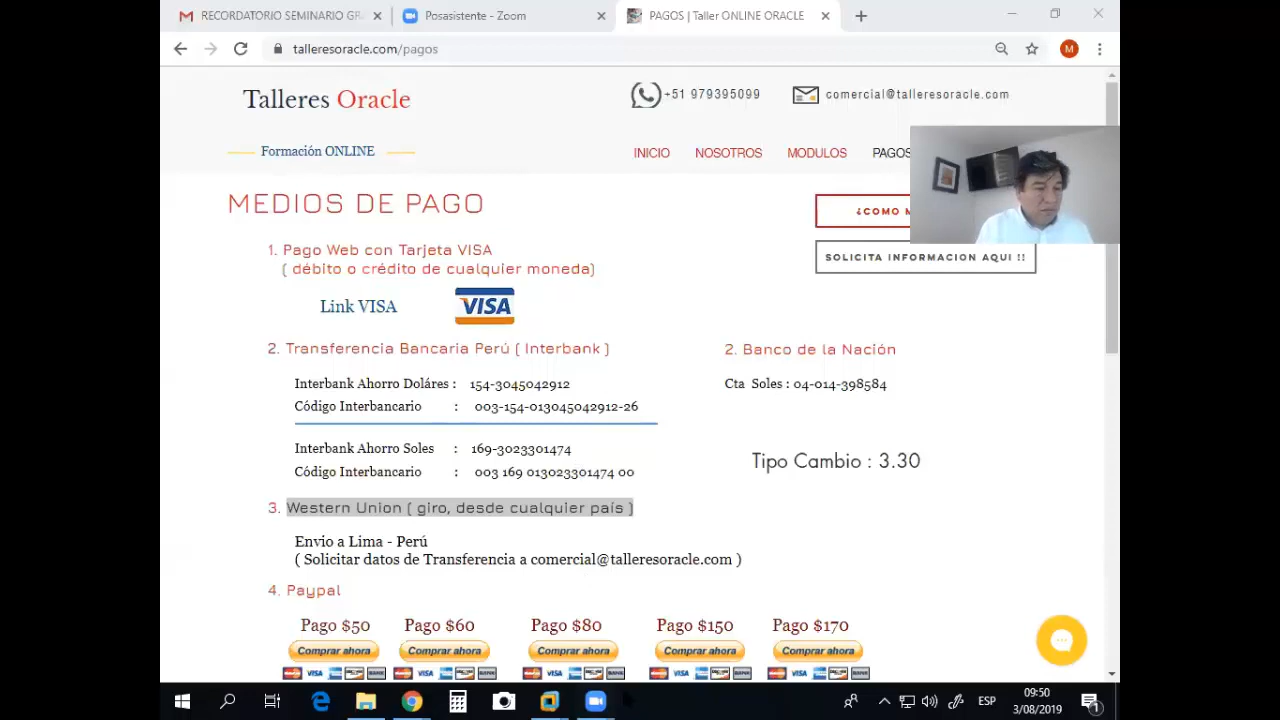 RECORDATORIO SEMINARIO GR
Posasistente - Zoom
PAGOS | Taller ONLINE ORACLE
talleresoracle.com/pagos
M
Talleres Oracle
+51 979395099
comercial@talleresoracle.com
Formación ONLINE
INICIO NOSOTROS MODULOS PAGOS
MEDIOS DE PAGO
¿COMO M
SOLICITA INFORMACION AQUI !!
1. Pago Web con Tarjeta VISA
( débito o crédito de cualquier moneda)
Link VISA
VISA
2. Transferencia Bancaria Perú ( Interbank )
2. Banco de la Nación
Interbank Ahorro Doláres : 154-3045042912
Cta Soles : 04-014-398584
Código Interbancario : 003-154-013045042912-26
Interbank Ahorro Soles : 169-3023301474
Tipo Cambio : 3.30
Código Interbancario : 003 169 013023301474 00
3. Western Union ( giro, desde cualquier país )
Envio a Lima - Perú
( Solicitar datos de Transferencia a comercial@talleresoracle.com )
4. Paypal
Pago $50 Pago $60 Pago $80 Pago $150 Pago $170
Comprar ahora Comprar ahora Comprar ahora Comprar ahora Comprar ahora
ESP
09:50
3/08/2019
1